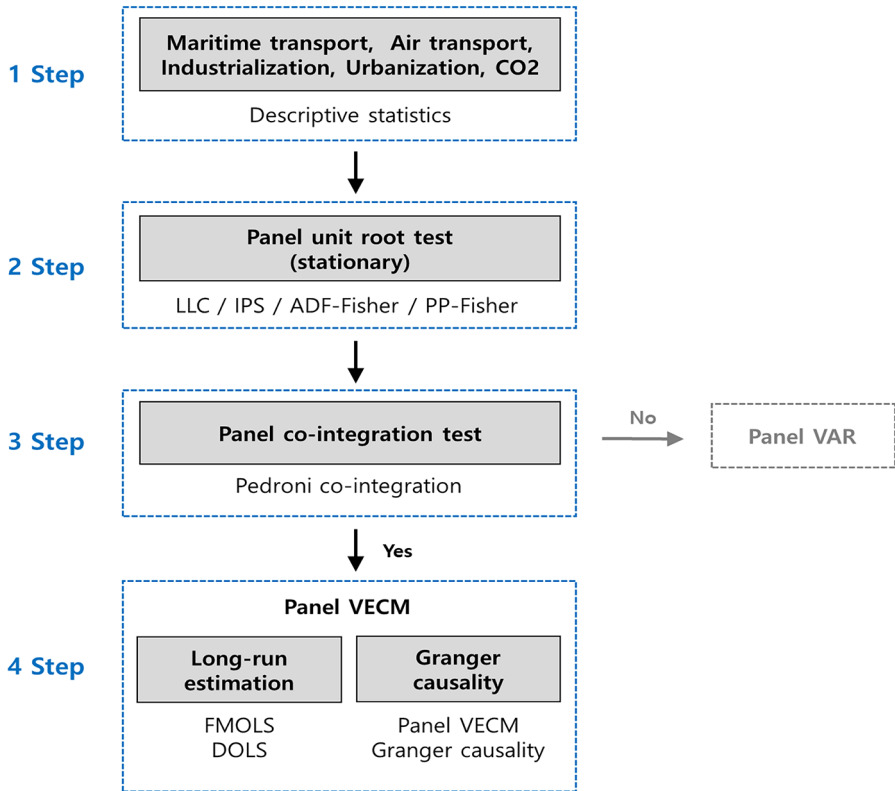 1 Step
Maritime transport, Air transport,
Industrialization, Urbanization, CO2
Descriptive statistics
2 Step
Panel unit root test
(stationary)
LLC / IPS / ADF-Fisher / PP-Fisher
3 Step
Panel co-integration test
Pedroni co-integration
No
Panel VAR
Yes
4 Step
Panel VECM
Long-run
estimation
FMOLS
DOLS
Granger
causality
Panel VECM
Granger causality